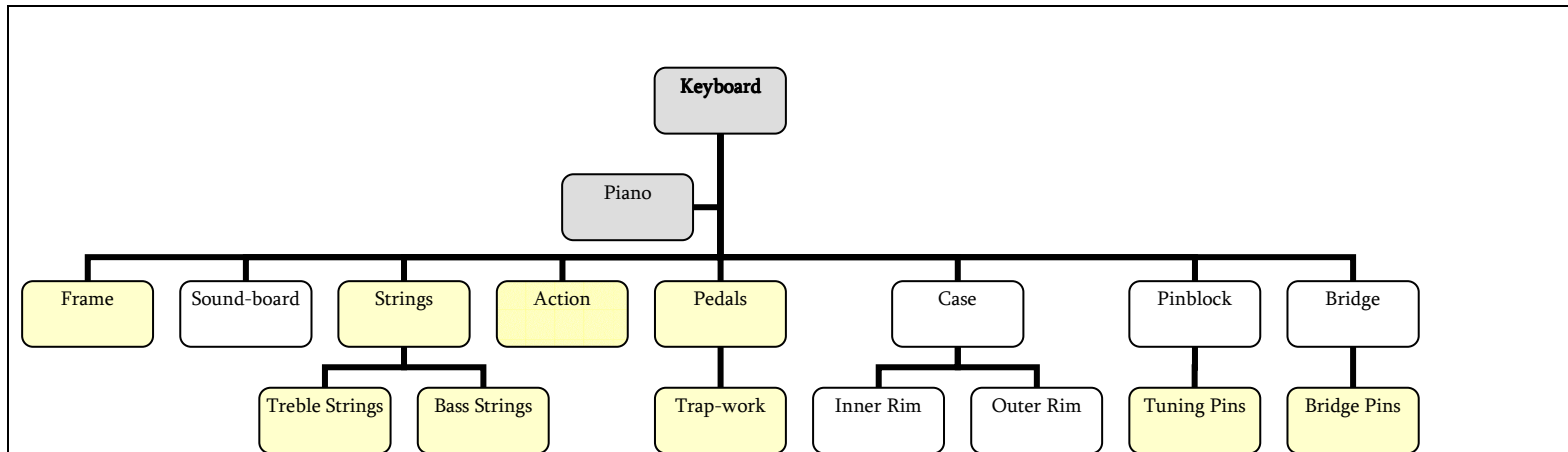 Keyboard
Piano
Frame
Sound-board
Strings
Action
Pedals
Case
Pinblock
Bridge
Treble Strings
Bass Strings
Trap-work
Inner Rim
Outer Rim
Tuning Pins
Bridge Pins